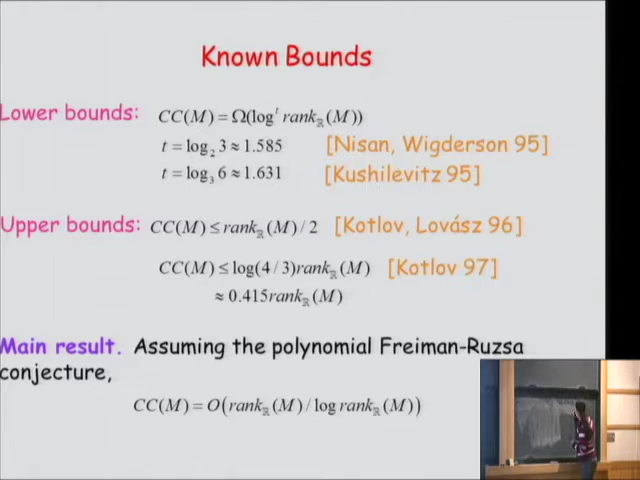 Known Bounds
Lower bounds: CC(M) = Ω(log^t rank_ℝ(M))
t = log_2 3 ≈ 1.585 [Nisan, Wigderson 95]
t = log_3 6 ≈ 1.631 [Kushilevitz 95]
Upper bounds: CC(M) ≤ rank_ℝ(M) / 2 [Kotlov, Lovász 96]
CC(M) ≤ log(4 / 3)rank_ℝ(M) [Kotlov 97]
≈ 0.415rank_ℝ(M)
Main result. Assuming the polynomial Freiman-Ruzsa
conjecture,
CC(M) = O(rank_ℝ(M) / log rank_ℝ(M))